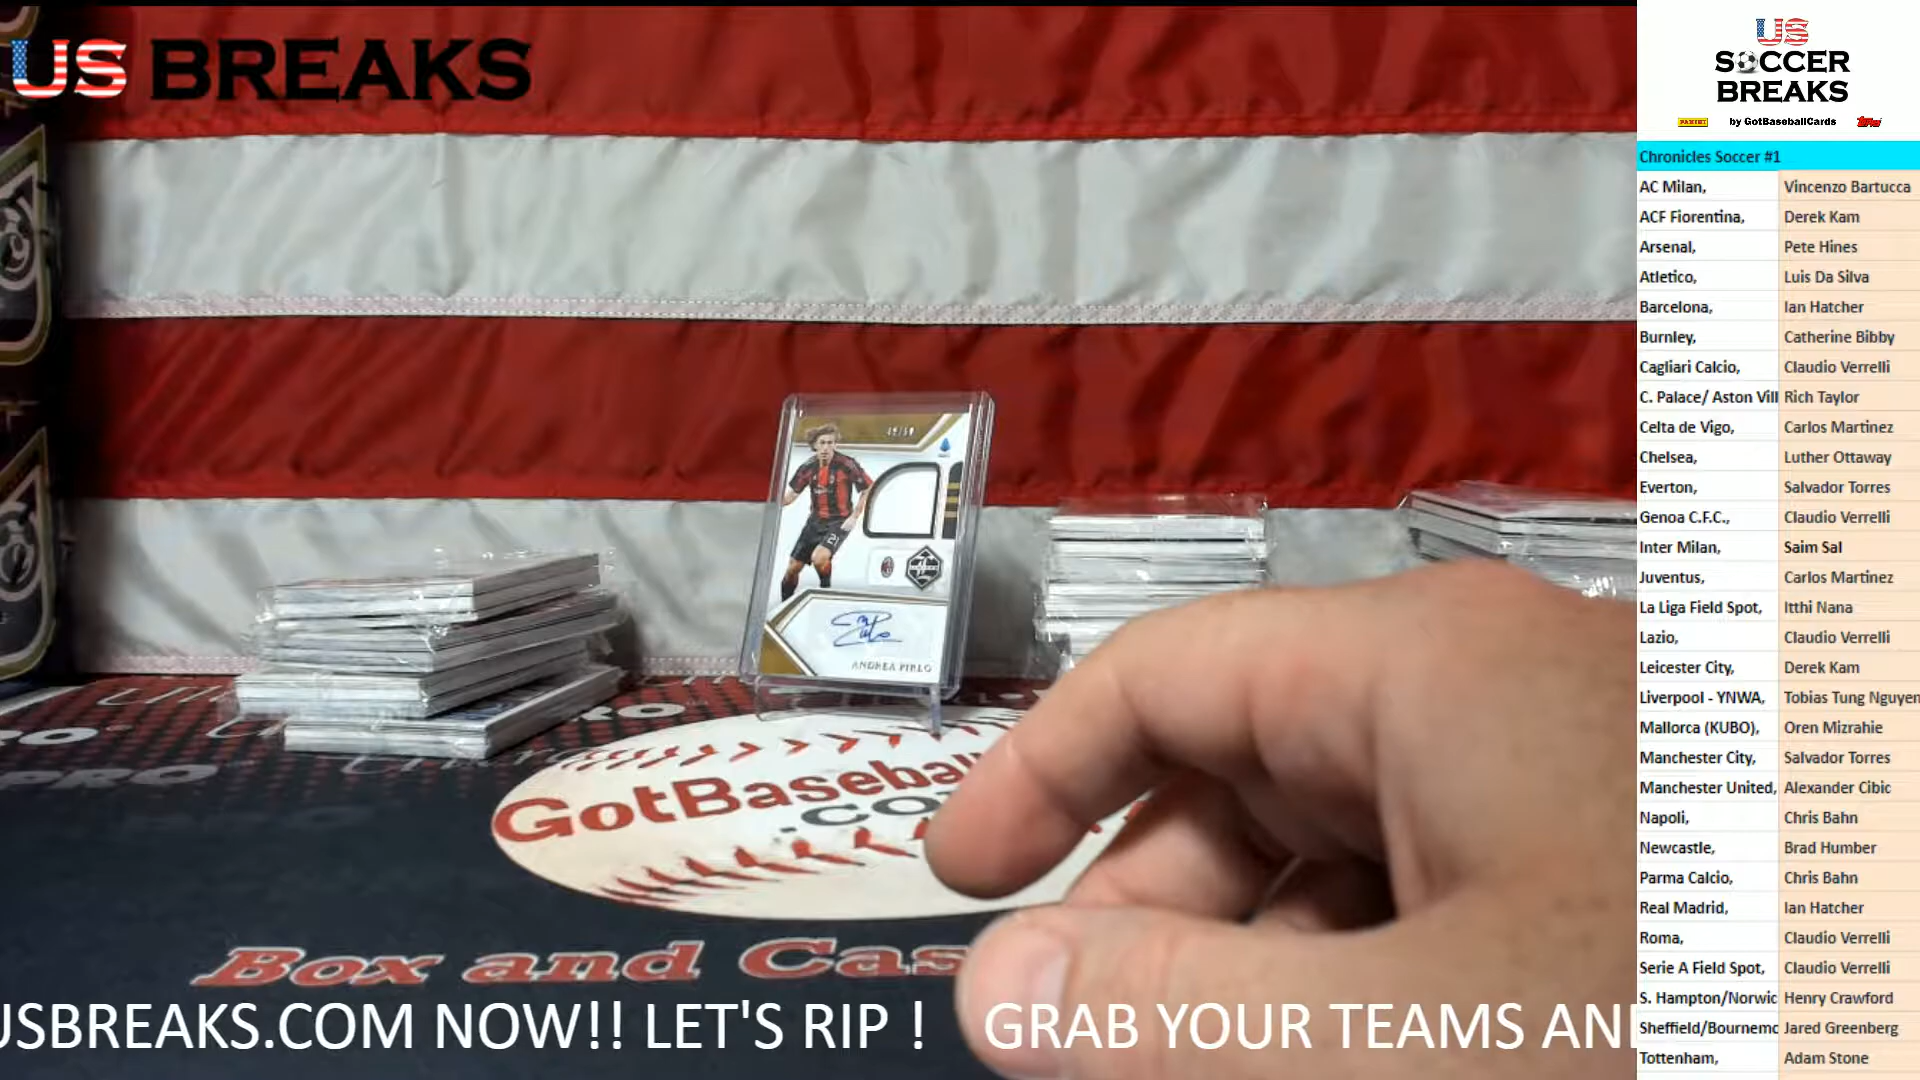 US BREAKS
US
SOCCER
BREAKS
PANINI by GotBaseballCards Topps
Chronicles Soccer #1
AC Milan, Vincenzo Bartucca
ACF Fiorentina, Derek Kam
Arsenal, Pete Hines
Atletico, Luis Da Silva
Barcelona, Ian Hatcher
Burnley, Catherine Bibby
Cagliari Calcio, Claudio Verrelli
C. Palace/ Aston Vill Rich Taylor
Celta de Vigo, Carlos Martinez
Chelsea, Luther Ottaway
Everton, Salvador Torres
Genoa C.F.C., Claudio Verrelli
Inter Milan, Saim Sal
Juventus, Carlos Martinez
La Liga Field Spot, Itthi Nana
Lazio, Claudio Verrelli
Leicester City, Derek Kam
Liverpool - YNWA, Tobias Tung Nguyen
Mallorca (KUBO), Oren Mizrahie
Manchester City, Salvador Torres
Manchester United, Alexander Cibic
Napoli, Chris Bahn
Newcastle, Brad Humber
Parma Calcio, Chris Bahn
Real Madrid, Ian Hatcher
Roma, Claudio Verrelli
Serie A Field Spot, Claudio Verrelli
S. Hampton/Norwic Henry Crawford
Sheffield/Bournemo Jared Greenberg
Tottenham, Adam Stone
ANDREA PIRLO
GotBaseba
.CO
Box and Cas
USBREAKS.COM NOW!! LET'S RIP ! GRAB YOUR TEAMS AN